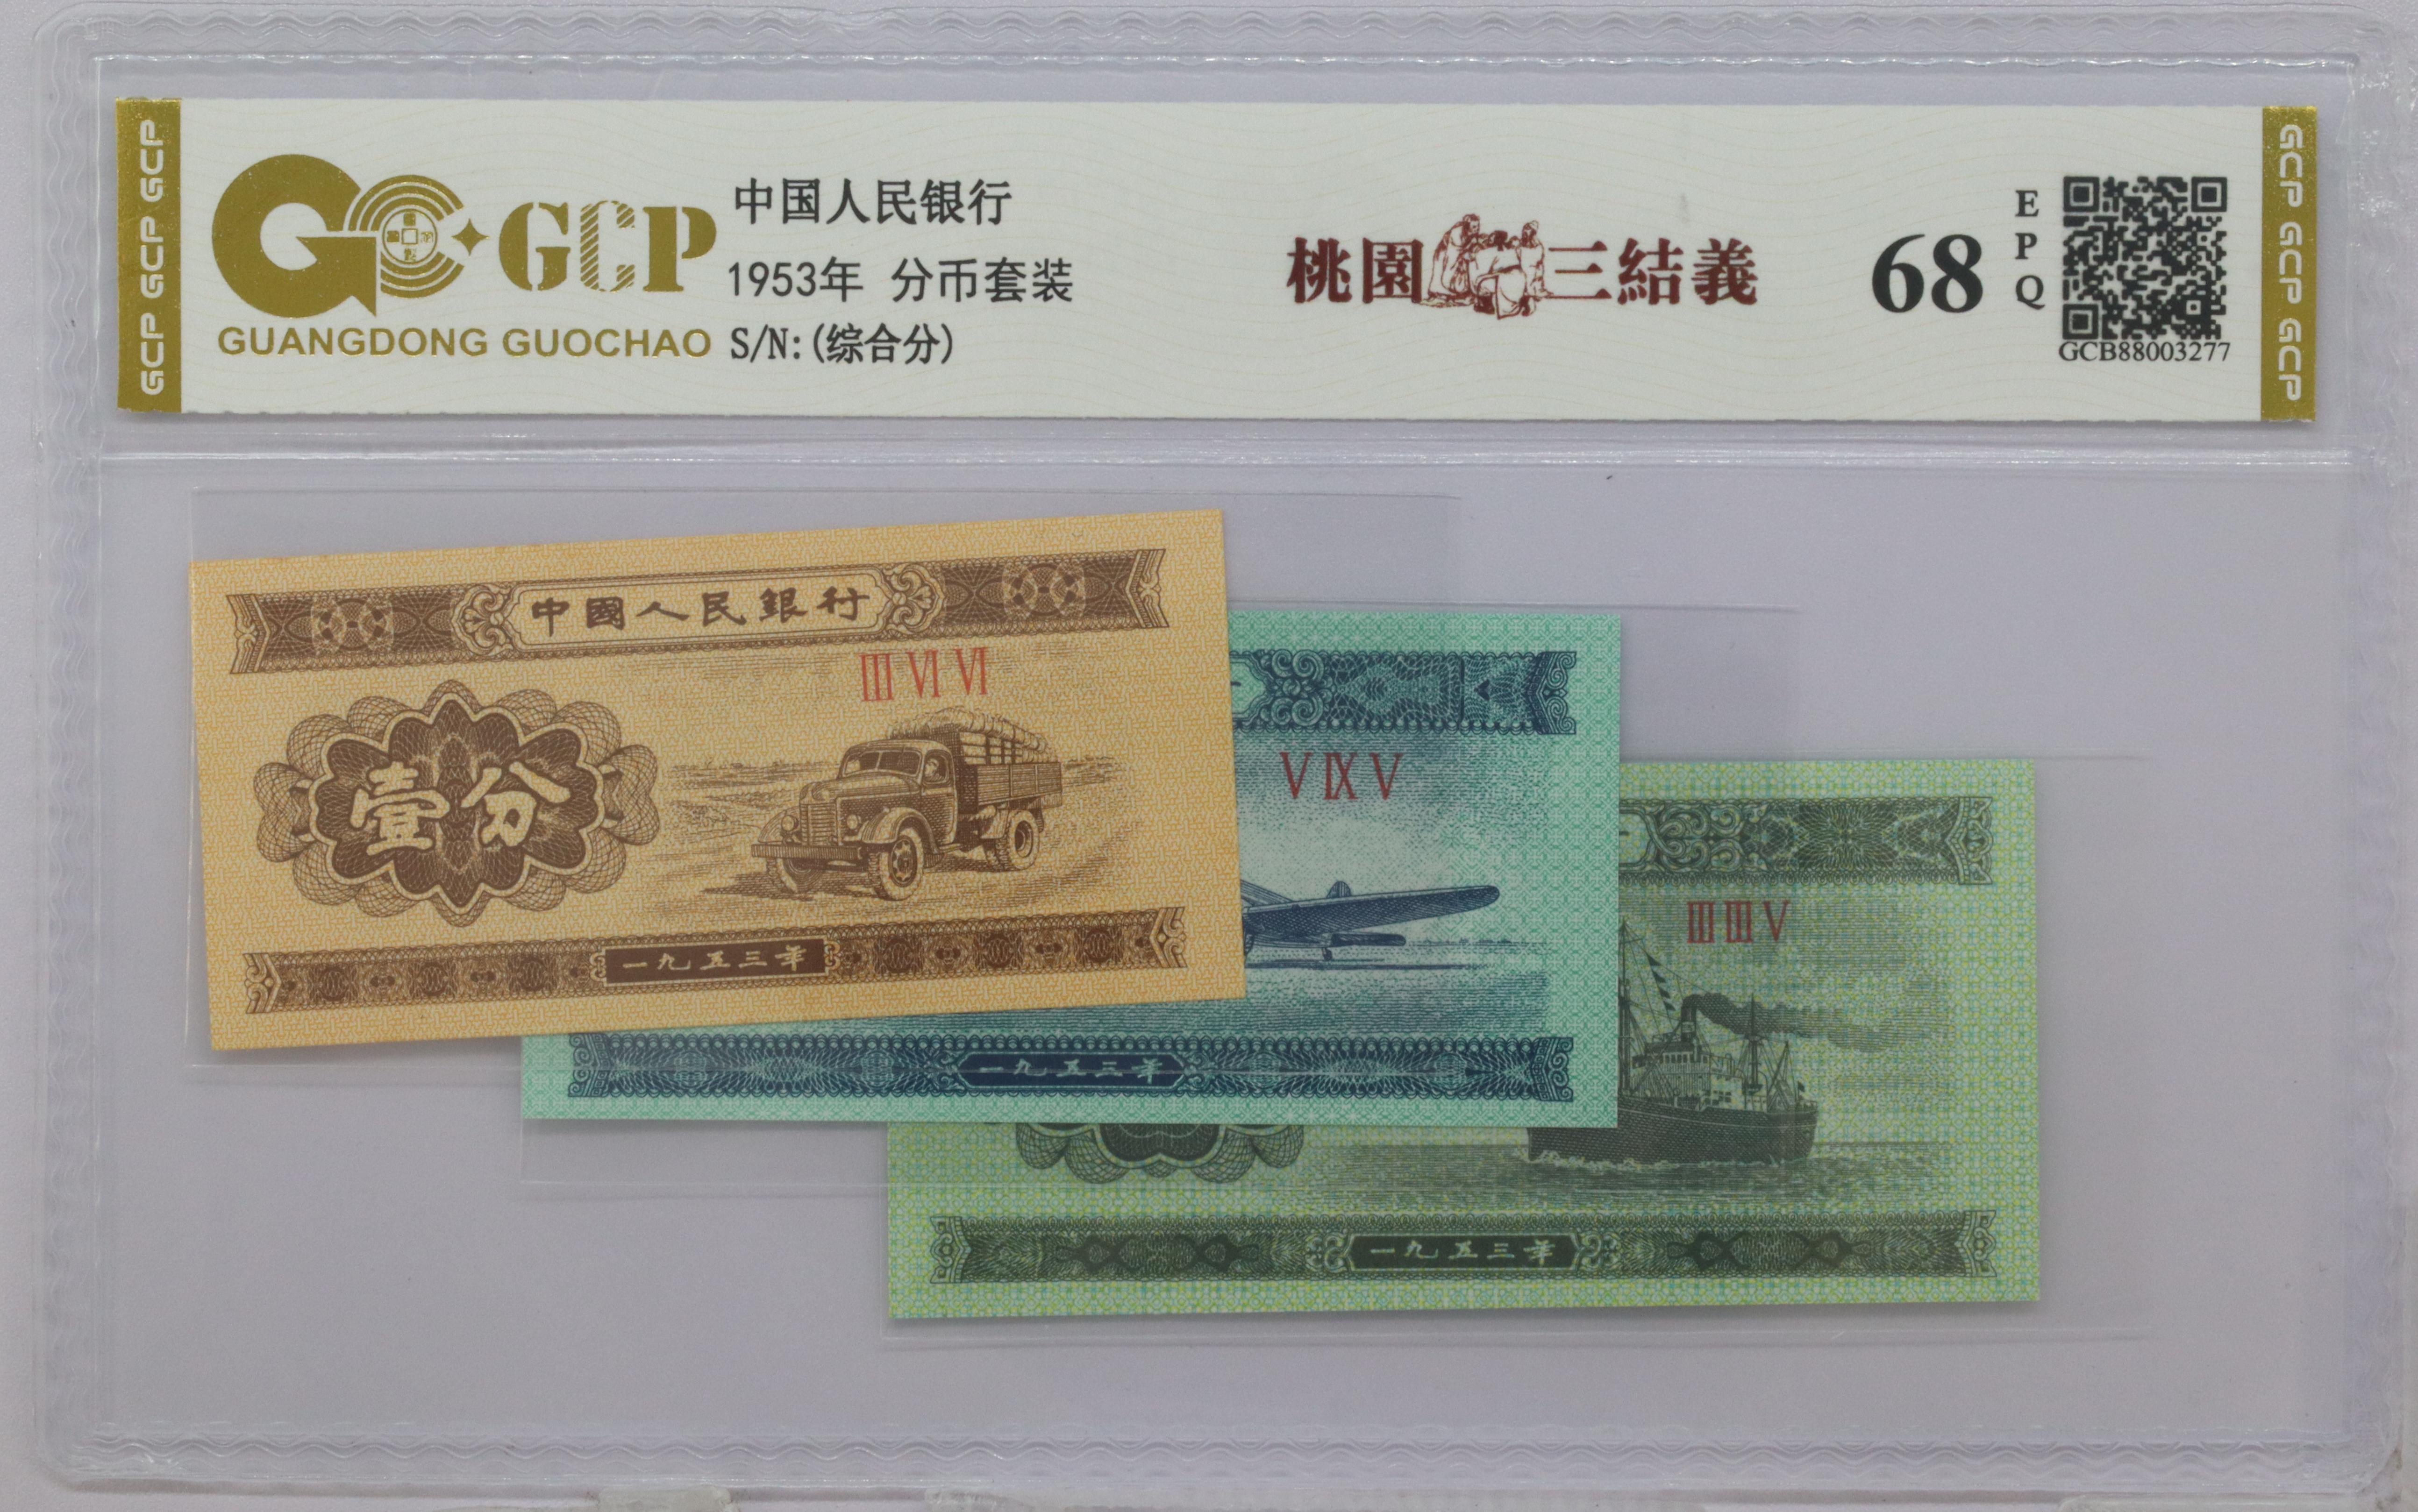 GCP GCP GCP
GCP
GUANGDONG GUOCHAO
中国人民银行
1953年 分币套装
S/N:(综合分)
桃園三結義
68
EPQ
GCB88003277
GCP GCP GCP
中國人民銀行
III VI VI
壹分
一九五三年
V IX V
一九五三年
III III V
一九五三年